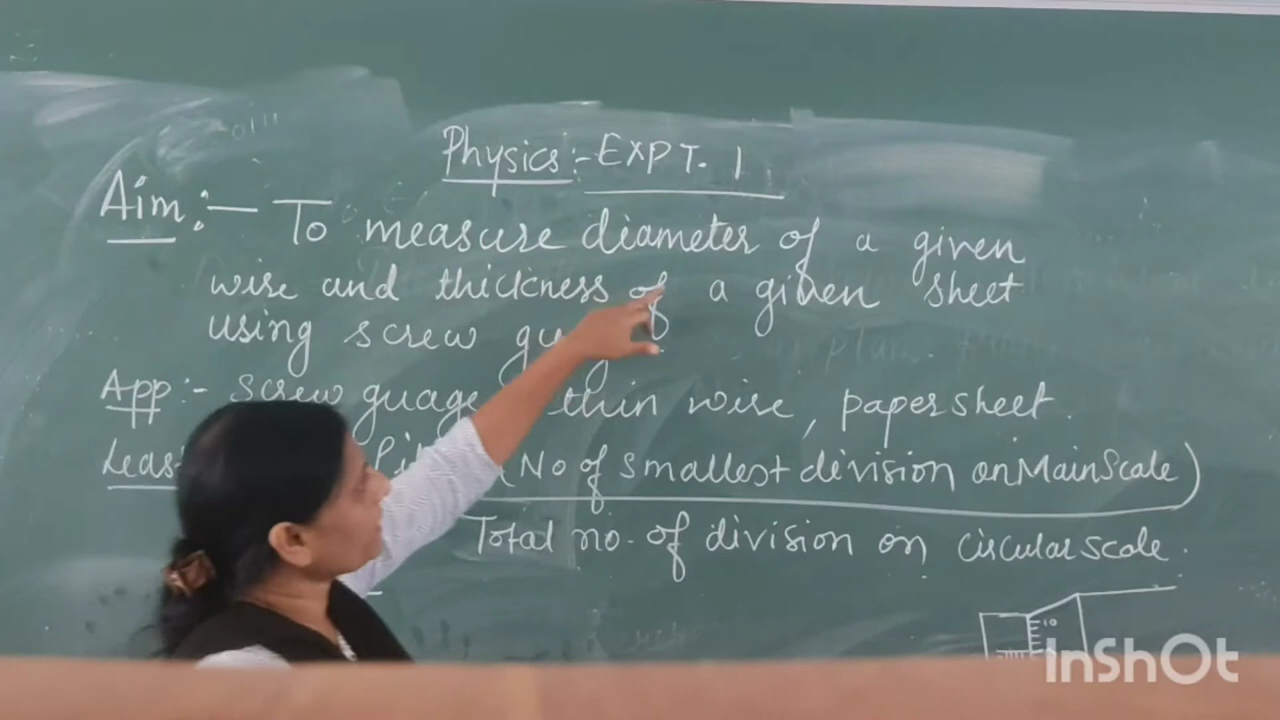 Physics:- EXPT. 1
Aim:- To measure diameter of a given
wire and thickness of a given sheet
using screw
App:- Screw guage thin wire, paper sheet.
(No of smallest division on Main Scale)
Total no. of division on circular scale.
10
InShOt